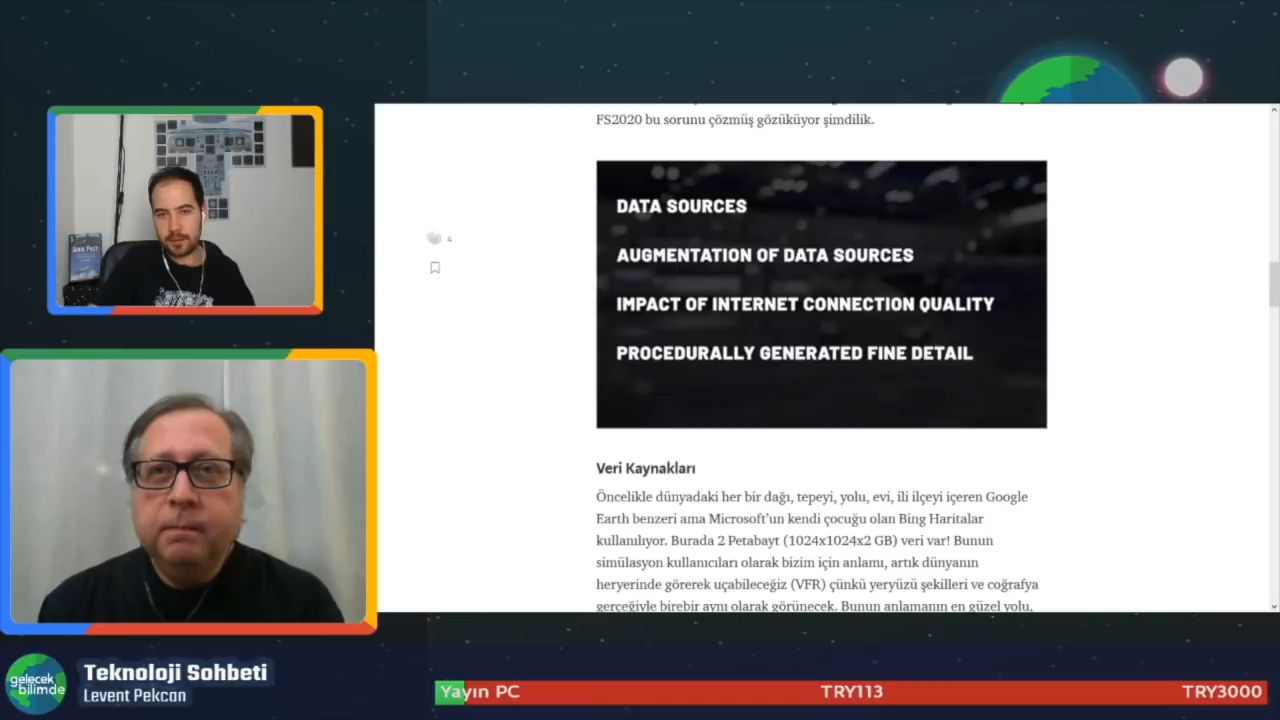 FS2020 bu sorunu çözmüş gözüküyor şimdilik.
DATA SOURCES
AUGMENTATION OF DATA SOURCES
IMPACT OF INTERNET CONNECTION QUALITY
PROCEDURALLY GENERATED FINE DETAIL
4
Veri Kaynakları
Öncelikle dünyadaki her bir dağı, tepeyi, yolu, evi, ili ilçeyi içeren Google
Earth benzeri ama Microsoft'un kendi çocuğu olan Bing Haritalar
kullanılıyor. Burada 2 Petabayt (1024x1024x2 GB) veri var! Bunun
simülasyon kullanıcıları olarak bizim için anlamı, artık dünyanın
heryerinde görerek uçabileceğiz (VFR) çünkü yeryüzü şekilleri ve coğrafya
gerçeğiyle birebir aynı olarak görünecek. Bunun anlamanın en güzel yolu,
gelecek
bilimde
Teknoloji Sohbeti
Levent Pekcan
Yayın PC
TRY113
TRY3000